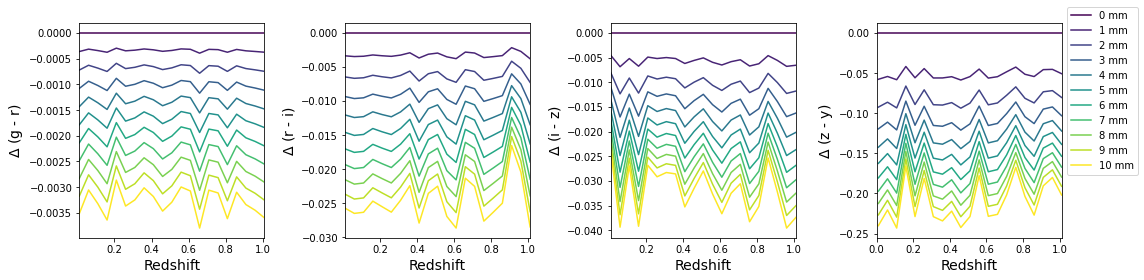 Δ (g - r)
0.0000
−0.0005
−0.0010
−0.0015
−0.0020
−0.0025
−0.0030
−0.0035
0.2 0.4 0.6 0.8 1.0
Redshift
Δ (r - i)
0.000
−0.005
−0.010
−0.015
−0.020
−0.025
−0.030
0.2 0.4 0.6 0.8 1.0
Redshift
Δ (i - z)
0.000
−0.005
−0.010
−0.015
−0.020
−0.025
−0.030
−0.035
−0.040
0.2 0.4 0.6 0.8 1.0
Redshift
Δ (z - y)
0.00
−0.05
−0.10
−0.15
−0.20
−0.25
0.0 0.2 0.4 0.6 0.8 1.0
Redshift
0 mm
1 mm
2 mm
3 mm
4 mm
5 mm
6 mm
7 mm
8 mm
9 mm
10 mm